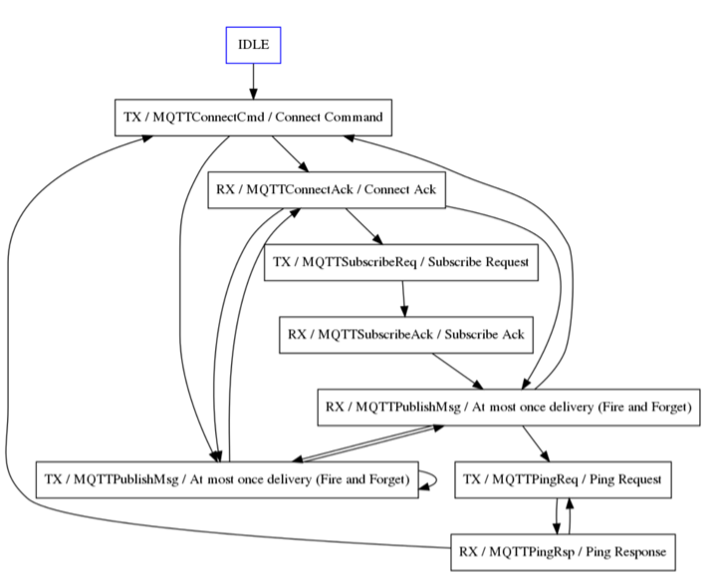 IDLE
TX / MQTTConnectCmd / Connect Command
RX / MQTTConnectAck / Connect Ack
TX / MQTTSubscribeReq / Subscribe Request
RX / MQTTSubscribeAck / Subscribe Ack
RX / MQTTPublishMsg / At most once delivery (Fire and Forget)
TX / MQTTPublishMsg / At most once delivery (Fire and Forget)
TX / MQTTPingReq / Ping Request
RX / MQTTPingRsp / Ping Response